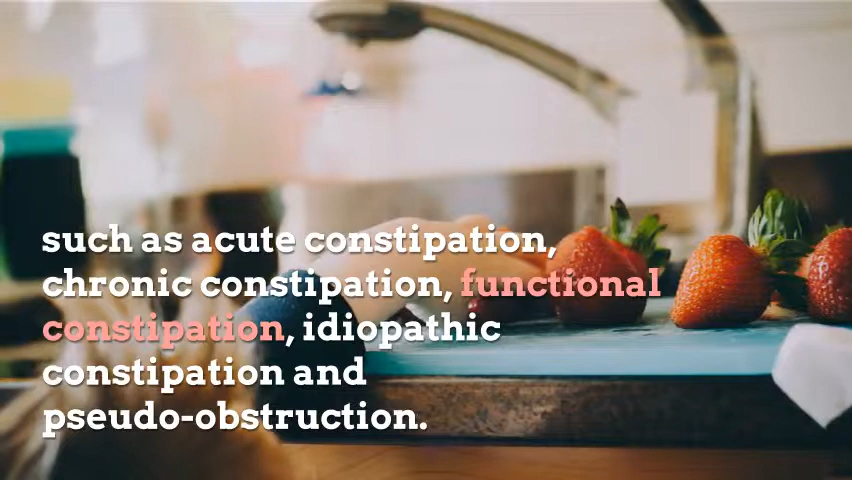 such as acute constipation,
chronic constipation, functional
constipation, idiopathic
constipation and
pseudo-obstruction.